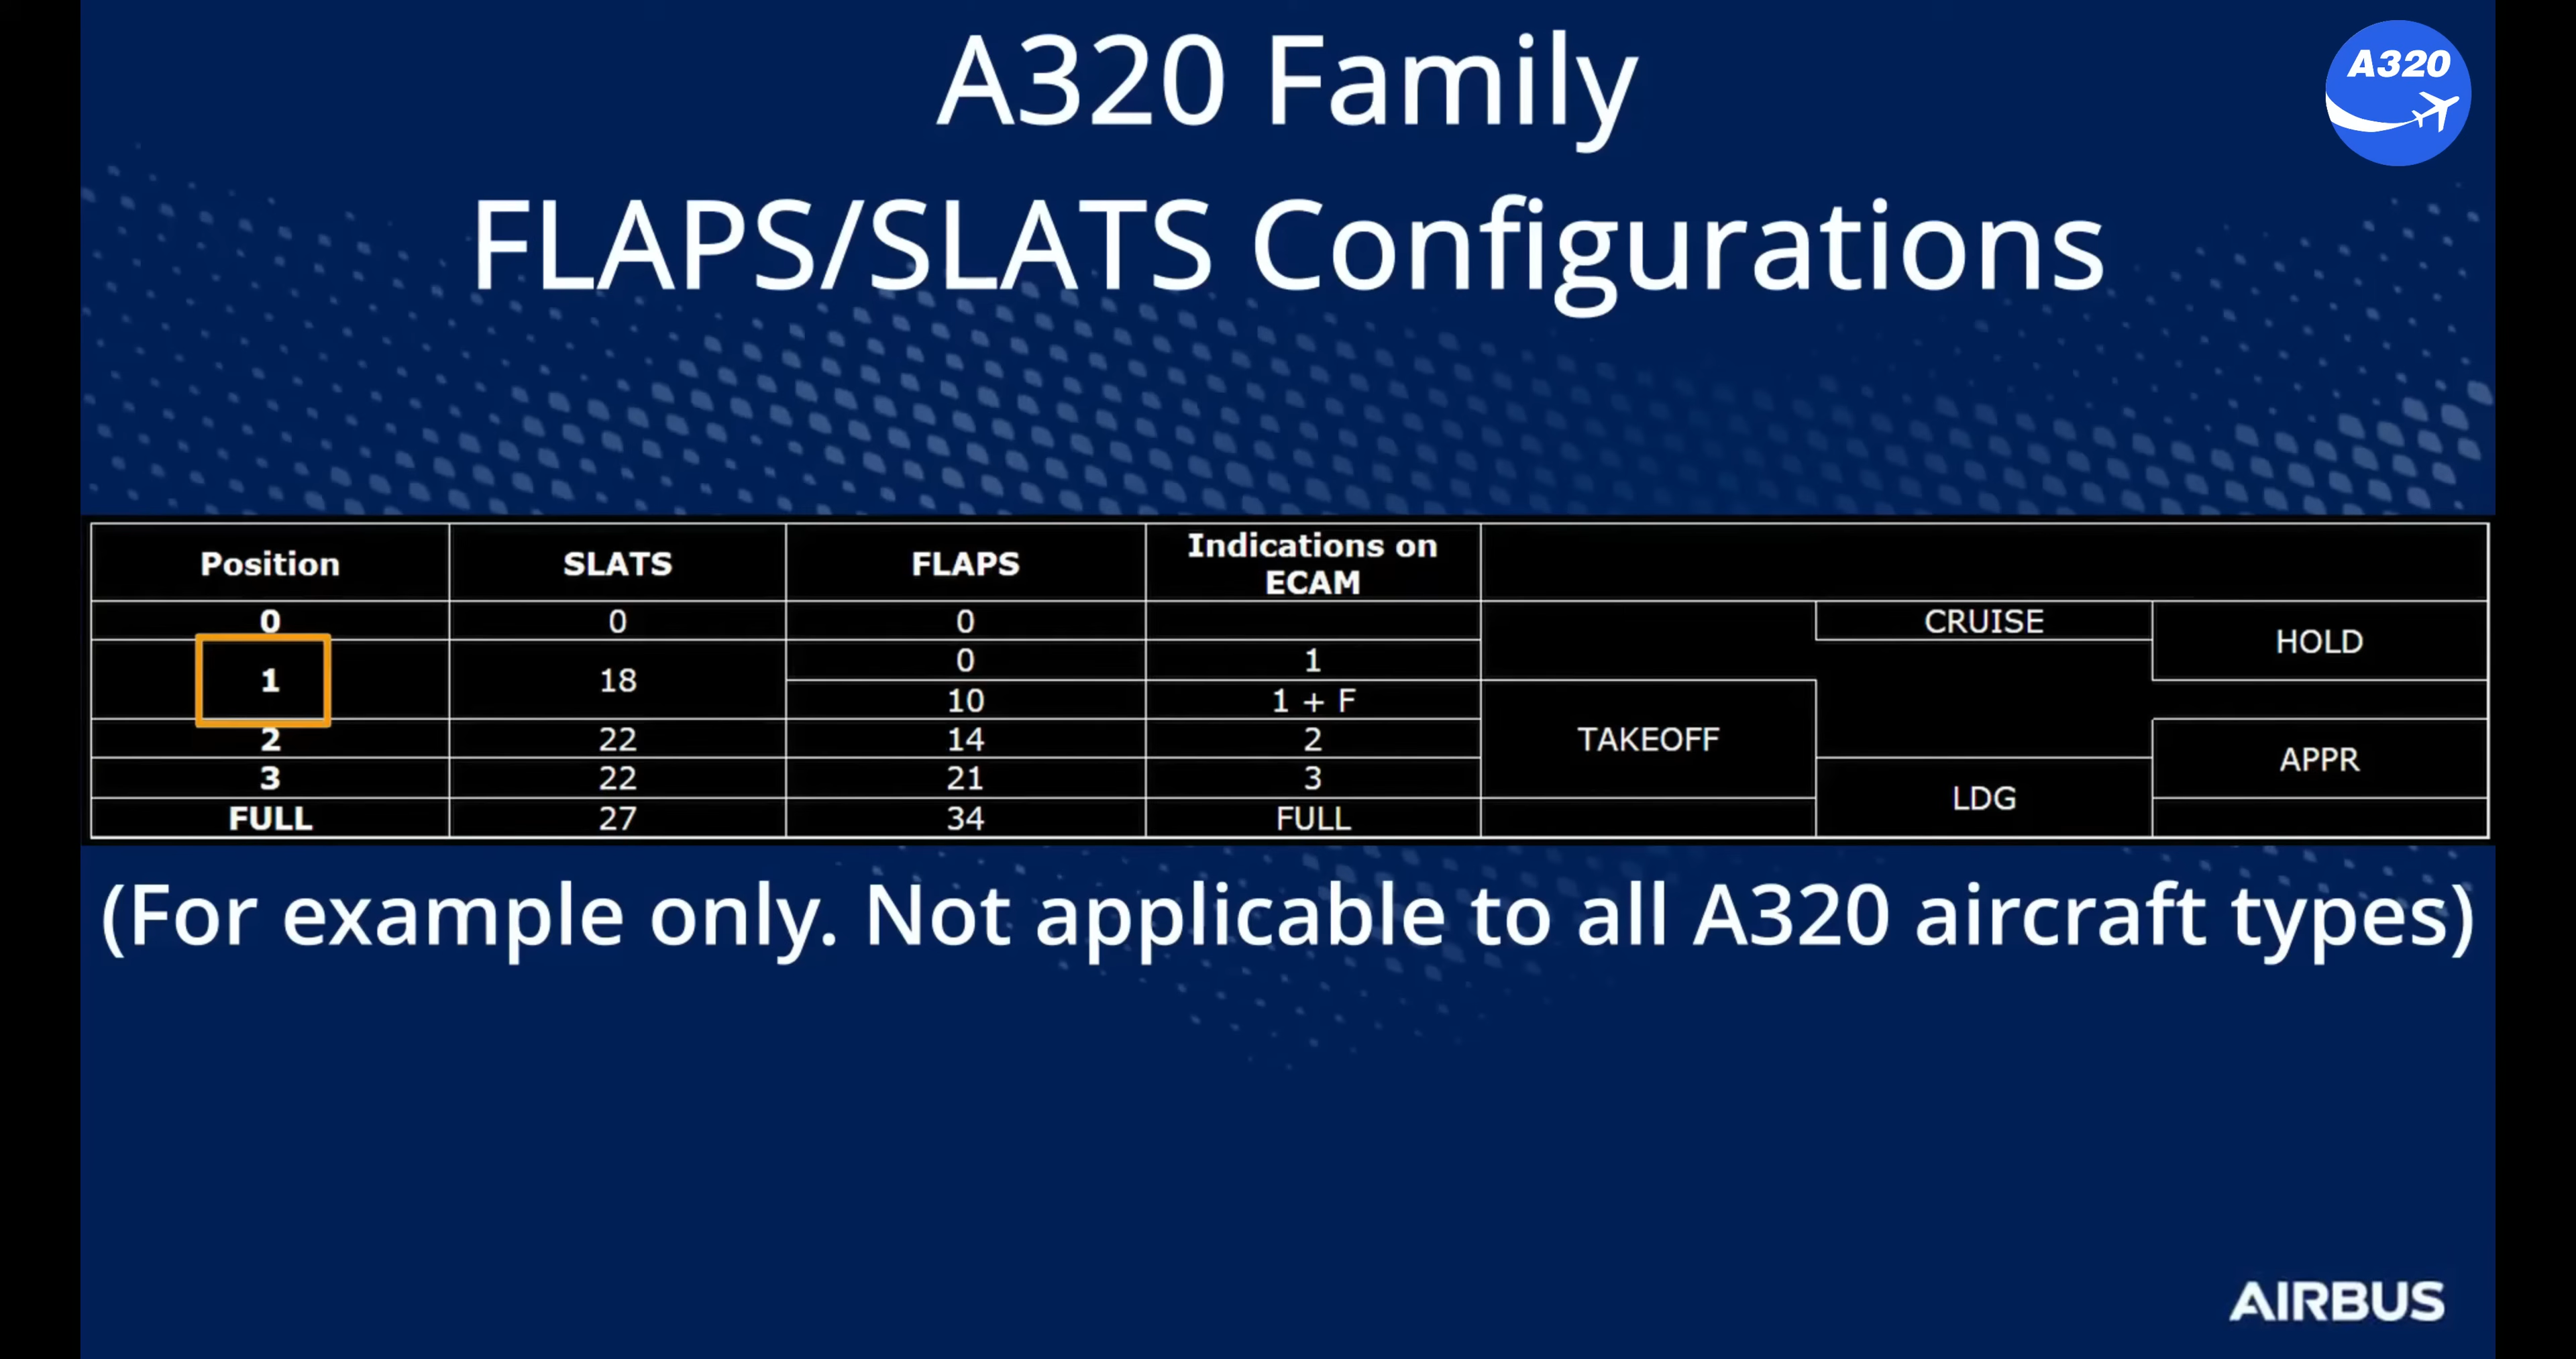 A320 Family
A320
FLAPS/SLATS Configurations
Position SLATS FLAPS Indications on ECAM
0 0 0 CRUISE HOLD
1 18 0 1
10 1 + F TAKEOFF
2 22 14 2 APPR
3 22 21 3 LDG
FULL 27 34 FULL
(For example only. Not applicable to all A320 aircraft types)
AIRBUS